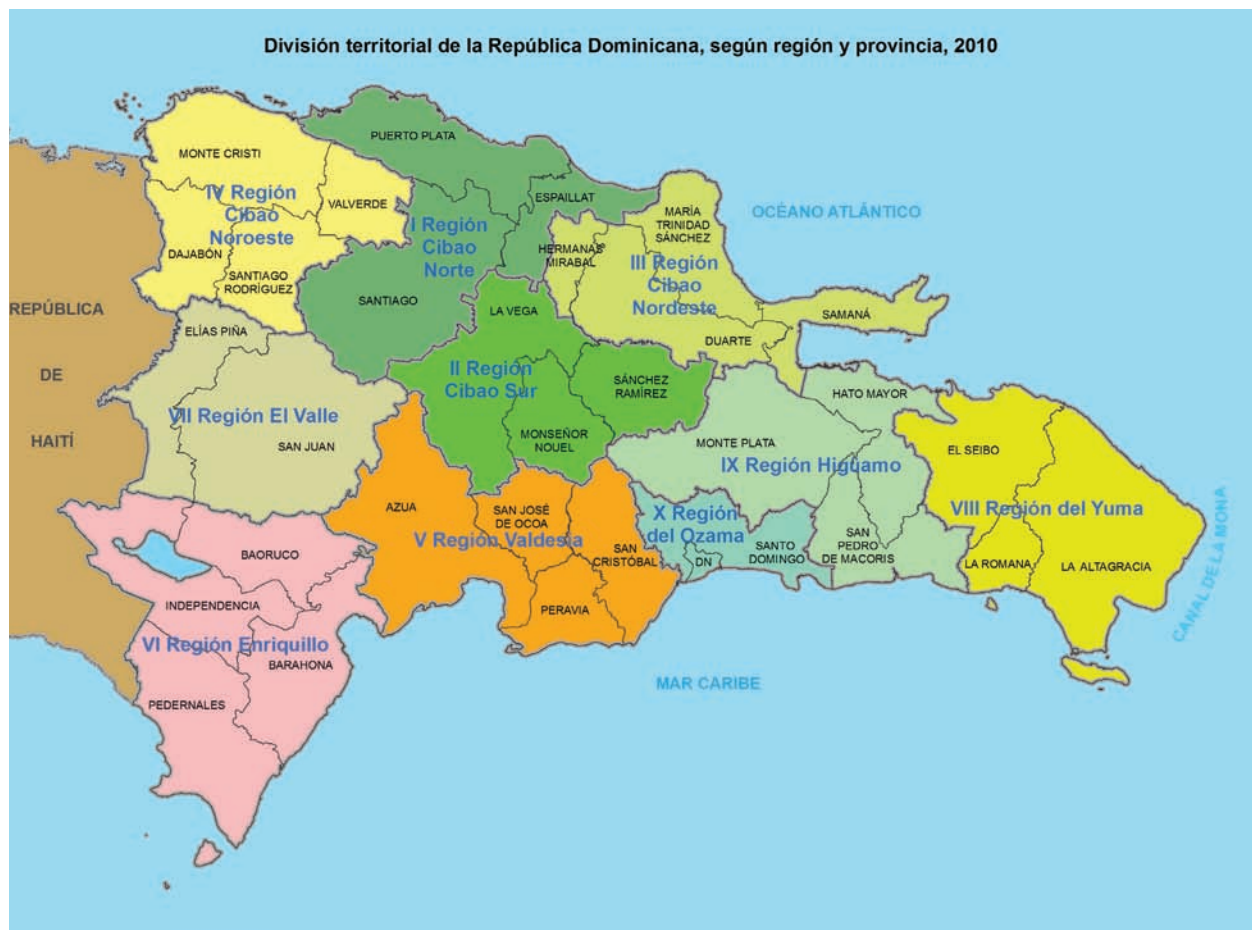 División territorial de la República Dominicana, según región y provincia, 2010
PUERTO PLATA
MONTE CRISTI
IV Región
Cibao
Noroeste
VALVERDE
ESPAILLAT
I Región
Cibao
Norte
MARÍA
TRINIDAD
SÁNCHEZ
OCÉANO ATLÁNTICO
DAJABÓN
SANTIAGO
RODRÍGUEZ
HERMANAS
MIRABAL
III Región
Cibao
Nordeste
SANTIAGO
LA VEGA
SAMANÁ
DUARTE
REPÚBLICA
DE
HAITÍ
ELÍAS PIÑA
II Región
Cibao Sur
SÁNCHEZ
RAMÍREZ
HATO MAYOR
VII Región El Valle
SAN JUAN
MONSEÑOR
NOUEL
MONTE PLATA
IX Región Higuamo
EL SEIBO
AZUA
SAN JOSÉ
DE OCOA
V Región Valdesia
SAN
CRISTÓBAL
X Región
del Ozama
DN
SANTO
DOMINGO
SAN
PEDRO
DE MACORIS
VIII Región del Yuma
LA ROMANA
LA ALTAGRACIA
CANAL DE LA MONA
BAORUCO
INDEPENDENCIA
PERAVIA
VI Región Enriquillo
BARAHONA
PEDERNALES
MAR CARIBE